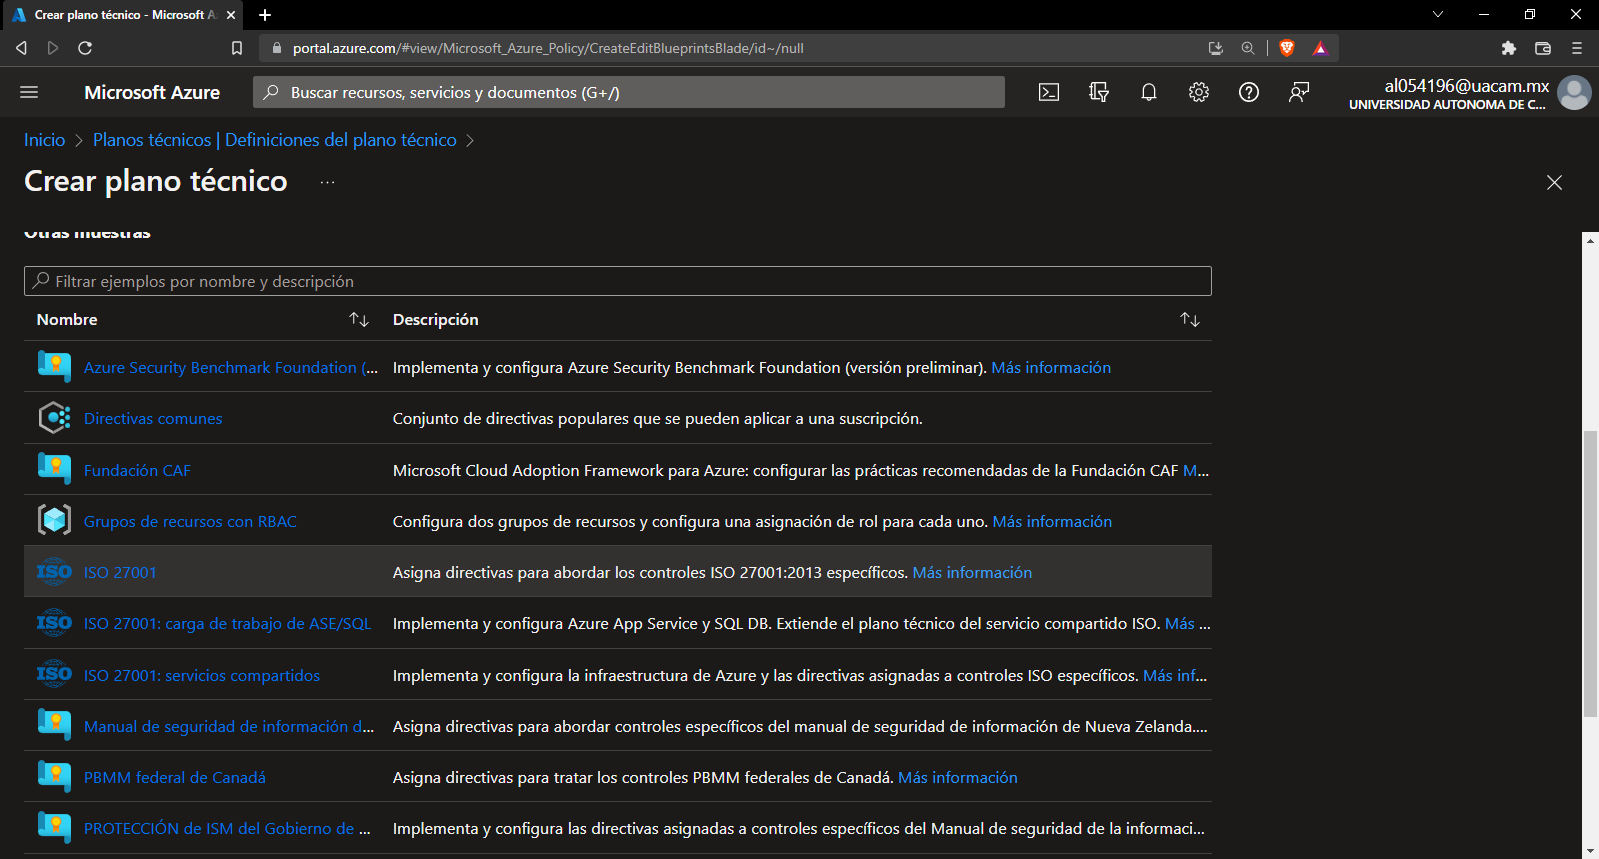 Crear plano técnico - Microsoft A
portal.azure.com/#view/Microsoft_Azure_Policy/CreateEditBlueprintsBlade/id~/null
Microsoft Azure
Buscar recursos, servicios y documentos (G+/)
al054196@uacam.mx
UNIVERSIDAD AUTONOMA DE C...
Inicio > Planos técnicos | Definiciones del plano técnico >
Crear plano técnico ...
Otras muestras
Filtrar ejemplos por nombre y descripción
Nombre Descripción
Azure Security Benchmark Foundation (... Implementa y configura Azure Security Benchmark Foundation (versión preliminar). Más información
Directivas comunes Conjunto de directivas populares que se pueden aplicar a una suscripción.
Fundación CAF Microsoft Cloud Adoption Framework para Azure: configurar las prácticas recomendadas de la Fundación CAF M...
Grupos de recursos con RBAC Configura dos grupos de recursos y configura una asignación de rol para cada uno. Más información
ISO ISO 27001 Asigna directivas para abordar los controles ISO 27001:2013 específicos. Más información
ISO ISO 27001: carga de trabajo de ASE/SQL Implementa y configura Azure App Service y SQL DB. Extiende el plano técnico del servicio compartido ISO. Más ...
ISO ISO 27001: servicios compartidos Implementa y configura la infraestructura de Azure y las directivas asignadas a controles ISO específicos. Más inf...
Manual de seguridad de información d... Asigna directivas para abordar controles específicos del manual de seguridad de información de Nueva Zelanda....
PBMM federal de Canadá Asigna directivas para tratar los controles PBMM federales de Canadá. Más información
PROTECCIÓN de ISM del Gobierno de ... Implementa y configura las directivas asignadas a controles específicos del Manual de seguridad de la informaci...